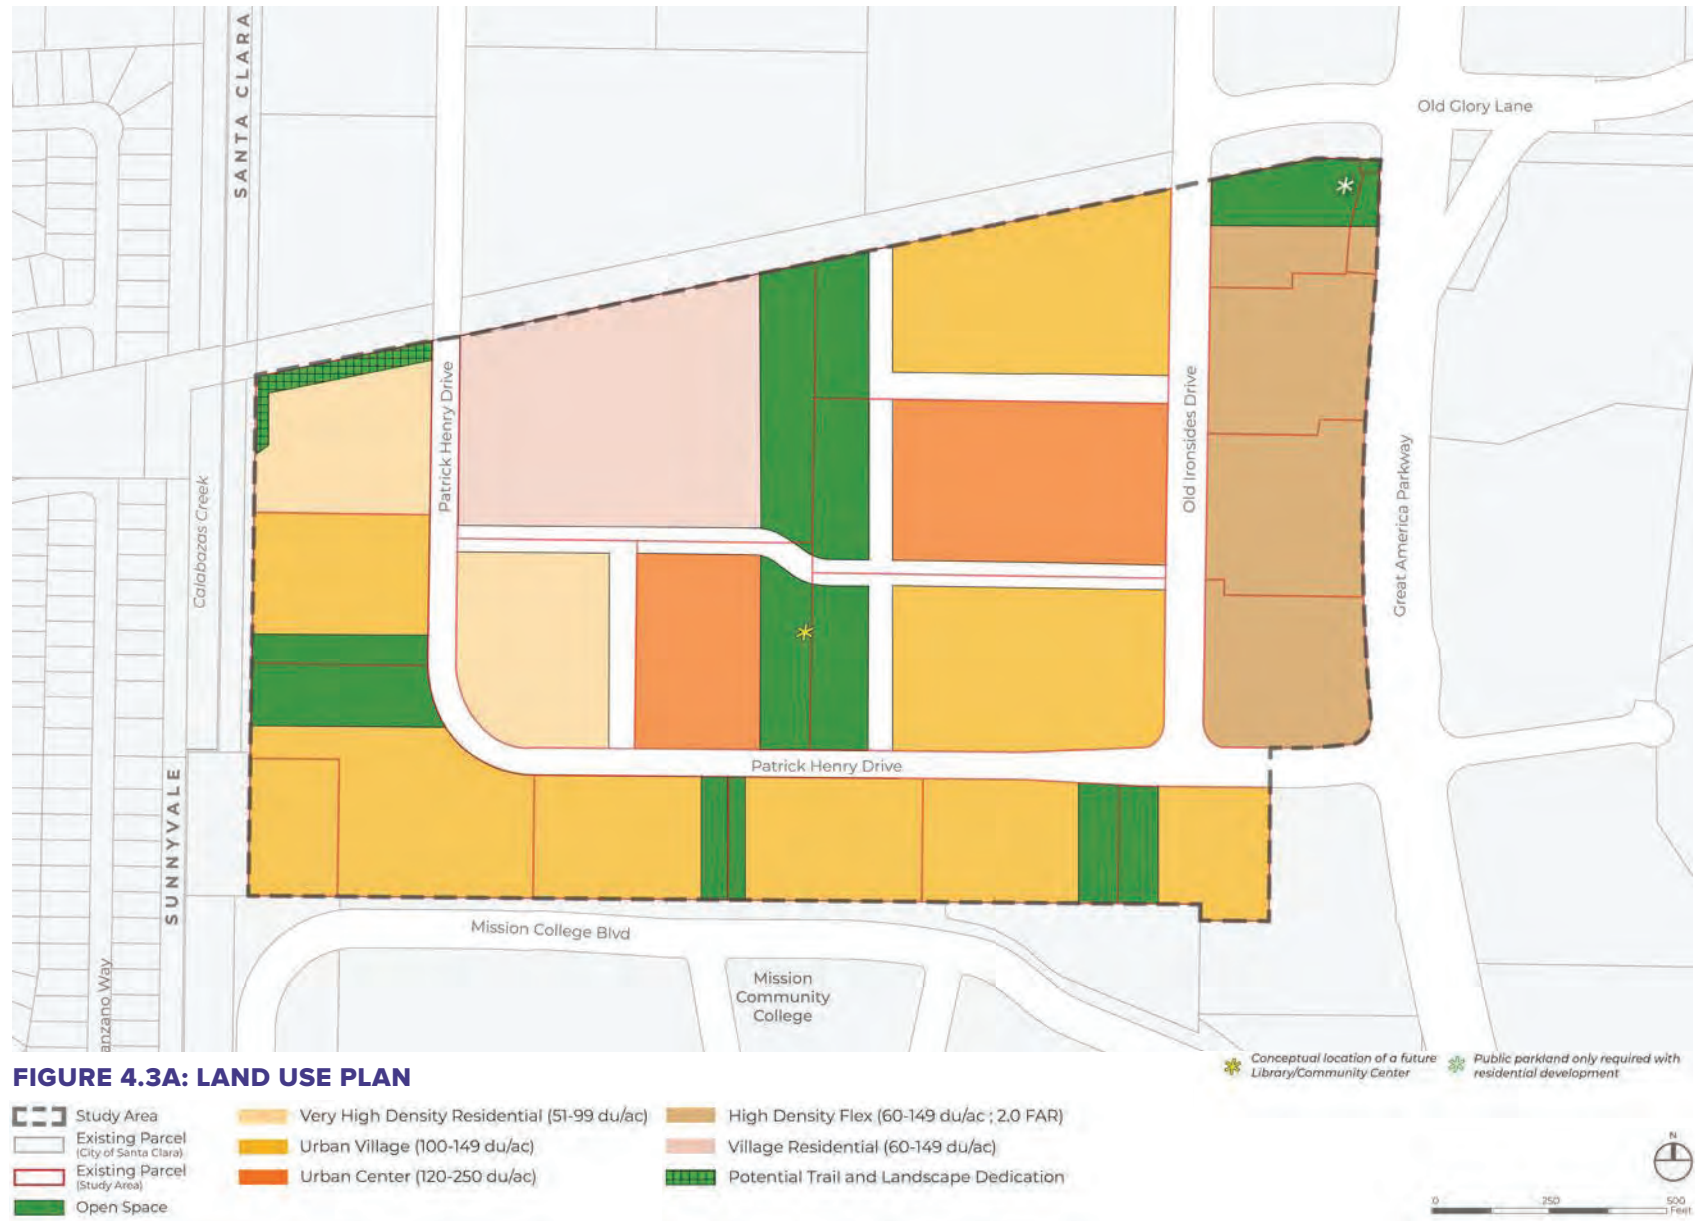 SANTA CLARA
Old Glory Lane
Patrick Henry Drive
Old Ironsides Drive
Great America Parkway
Calabazas Creek
Patrick Henry Drive
SUNNYVALE
Mission College Blvd
Mission
Community
College
anzano Way
Conceptual location of a future
Library/Community Center
Public parkland only required with
residential development
FIGURE 4.3A: LAND USE PLAN
Study Area
Existing Parcel
(City of Santa Clara)
Existing Parcel
(Study Area)
Open Space
Very High Density Residential (51-99 du/ac)
Urban Village (100-149 du/ac)
Urban Center (120-250 du/ac)
High Density Flex (60-149 du/ac ; 2.0 FAR)
Village Residential (60-149 du/ac)
Potential Trail and Landscape Dedication
N
0 250 500
Feet